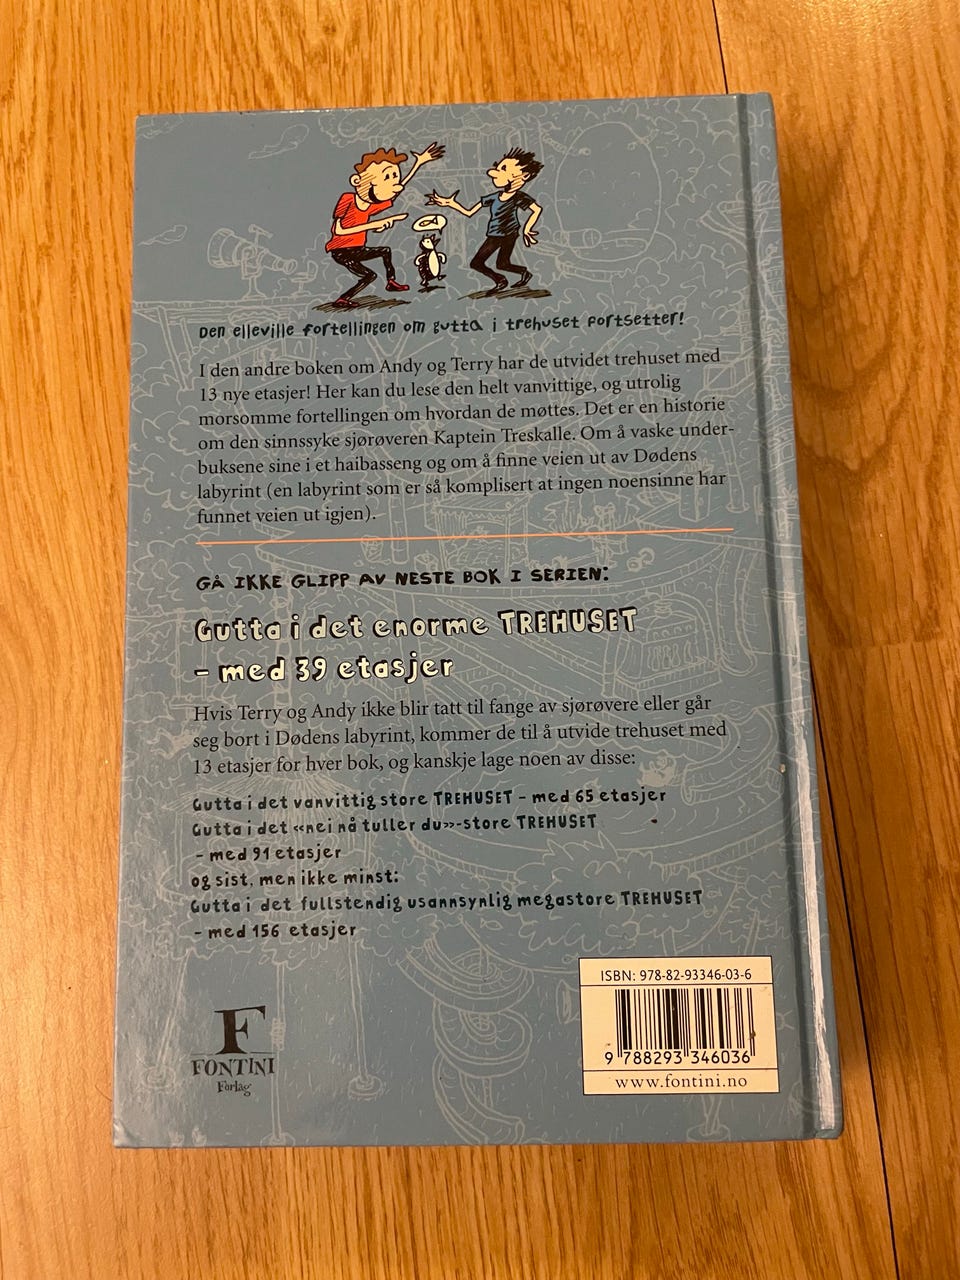 Den elleville fortellingen om gutta i trehuset fortsetter!
I den andre boken om Andy og Terry har de utvidet trehuset med
13 nye etasjer! Her kan du lese den helt vanvittige, og utrolig
morsomme fortellingen om hvordan de møttes. Det er en historie
om den sinnssyke sjørøveren Kaptein Treskalle. Om å vaske under-
buksene sine i et haibasseng og om å finne veien ut av Dødens
labyrint (en labyrint som er så komplisert at ingen noensinne har
funnet veien ut igjen).
GÅ IKKE GLIPP AV NESTE BOK I SERIEN:
Gutta i det enorme TREHUSET
– med 39 etasjer
Hvis Terry og Andy ikke blir tatt til fange av sjørøvere eller går
seg bort i Dødens labyrint, kommer de til å utvide trehuset med
13 etasjer for hver bok, og kanskje lage noen av disse:
Gutta i det vanvittig store TREHUSET – med 65 etasjer
Gutta i det «nei nå tuller du»-store TREHUSET
– med 91 etasjer
og sist, men ikke minst:
Gutta i det fullstendig usannsynlig megastore TREHUSET
– med 156 etasjer
ISBN: 978-82-93346-03-6
9 788293 346036
www.fontini.no
F
FONTINI
Forlag